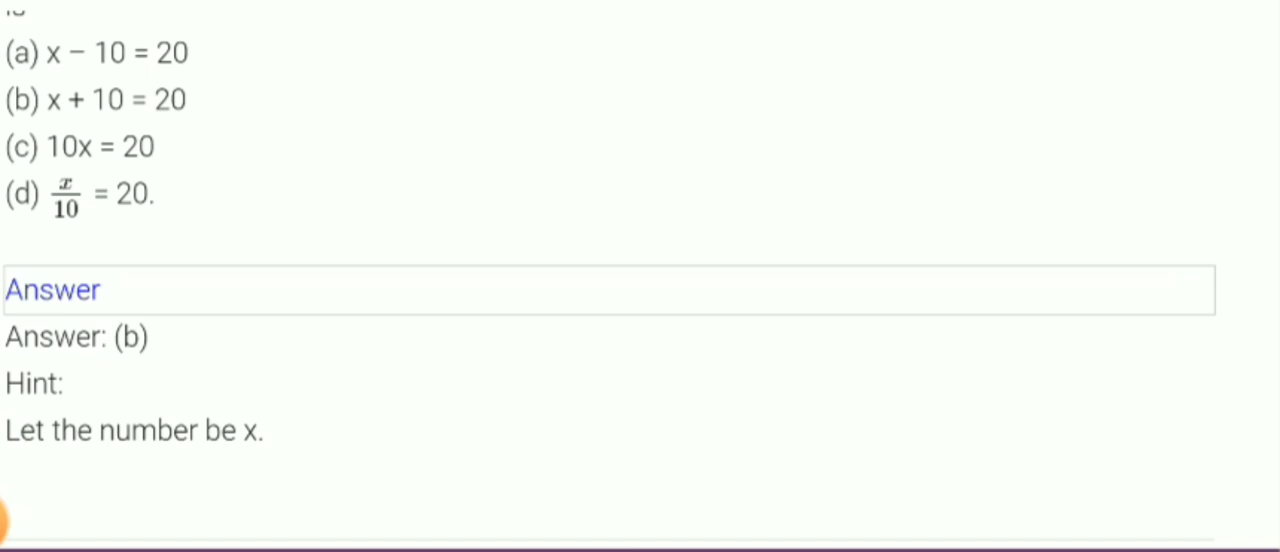 (a) x − 10 = 20
(b) x + 10 = 20
(c) 10x = 20
(d) x/10 = 20.
Answer
Answer: (b)
Hint:
Let the number be x.